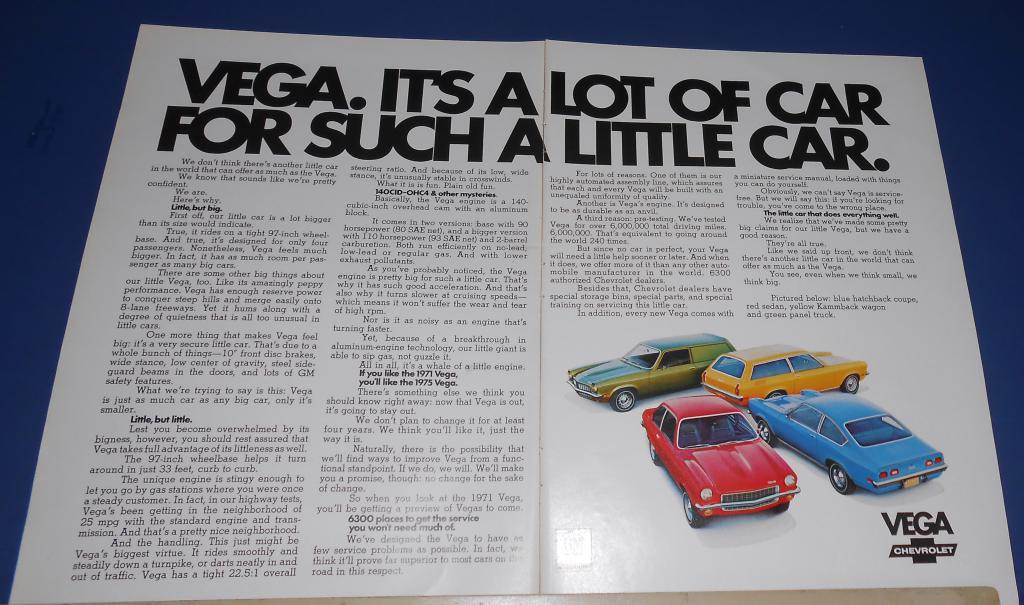 VEGA. IT'S A LOT OF CAR
FOR SUCH A LITTLE CAR.
We don't think there's another little car
in the world that can offer as much as the Vega.
We know that sounds like we're pretty
confident.
We are.
Here's why.
Little, but big.
First off, our little car is a lot bigger
than its size would indicate.
True, it rides on a tight 97-inch wheel-
base. And true, it's designed for only four
passengers. Nonetheless, Vega feels much
bigger. In fact, it has as much room per pas-
senger as many big cars.
There are some other big things about
our little Vega, too. Like its amazingly peppy
performance. Vega has enough reserve power
to conquer steep hills and merge easily onto
8-lane freeways. Yet it hums along with a
degree of quietness that is all too unusual in
little cars.
One more thing that makes Vega feel
big: it's a very secure little car. That's due to a
whole bunch of things—10" front disc brakes,
wide stance, low center of gravity, steel side-
guard beams in the doors, and lots of GM
safety features.
What we're trying to say is this: Vega
is just as much car as any big car, only it's
smaller.
Little, but little.
Lest you become overwhelmed by its
bigness, however, you should rest assured that
Vega takes full advantage of its littleness as well.
The 97-inch wheelbase helps it turn
around in just 33 feet, curb to curb.
The unique engine is stingy enough to
let you go by gas stations where you were once
a steady customer. In fact, in our highway tests,
Vega's been getting in the neighborhood of
25 mpg with the standard engine and trans-
mission. And that's a pretty nice neighborhood.
And the handling. This just might be
Vega's biggest virtue. It rides smoothly and
steadily down a turnpike, or darts neatly in and
out of traffic. Vega has a tight 22.5:1 overall
steering ratio. And because of its low, wide
stance, it's unusually stable in crosswinds.
What it is is fun. Plain old fun.
140CID-OHC4 & other mysteries.
Basically, the Vega engine is a 140-
cubic-inch overhead cam with an aluminum
block.
It comes in two versions: base with 90
horsepower (80 SAE net), and a bigger version
with 110 horsepower (93 SAE net) and 2-barrel
carburetion. Both run efficiently on no-lead,
low-lead or regular gas. And with lower
exhaust pollutants.
As you've probably noticed, the Vega
engine is pretty big for such a little car. That's
why it has such good acceleration. And that's
also why it turns slower at cruising speeds—
which means it won't suffer the wear and tear
of high rpm.
Nor is it as noisy as an engine that's
turning faster.
Yet, because of a breakthrough in
aluminum-engine technology, our little giant is
able to sip gas, not guzzle it.
All in all, it's a whale of a little engine.
If you like the 1971 Vega,
you'll like the 1975 Vega.
There's something else we think you
should know right away: now that Vega is out,
it's going to stay out.
We don't plan to change it for at least
four years. We think you'll like it, just the
way it is.
Naturally, there is the possibility that
we'll find ways to improve Vega from a func-
tional standpoint. If we do, we will. We'll make
you a promise, though: no change for the sake
of change.
So when you look at the 1971 Vega,
you'll be getting a preview of Vegas to come.
6300 places to get the service
you won't need much of.
We've designed the Vega to have as
few service problems as possible. In fact, we
think it'll prove far superior to most cars on the
road in this respect.
For lots of reasons. One of them is our
highly automated assembly line, which assures
that each and every Vega will be built with an
unequaled uniformity of quality.
Another is Vega's engine. It's designed
to be as durable as an anvil.
A third reason: pre-testing. We've tested
Vega for over 6,000,000 total driving miles.
6,000,000. That's equivalent to going around
the world 240 times.
But since no car is perfect, your Vega
will need a little help sooner or later. And when
it does, we offer more of it than any other auto-
mobile manufacturer in the world. 6300
authorized Chevrolet dealers.
Besides that, Chevrolet dealers have
special storage bins, special parts, and special
training on servicing this little car.
In addition, every new Vega comes with
a miniature service manual, loaded with things
you can do yourself.
Obviously, we can't say Vega is service-
free. But we will say this: if you're looking for
trouble, you've come to the wrong place.
The little car that does everything well.
We realize that we've made some pretty
big claims for our little Vega, but we have a
good reason.
They're all true.
Like we said up front, we don't think
there's another little car in the world that can
offer as much as the Vega.
You see, even when we think small, we
think big.
Pictured below: blue hatchback coupe,
red sedan, yellow Kammback wagon
and green panel truck.
VEGA
CHEVROLET
GM